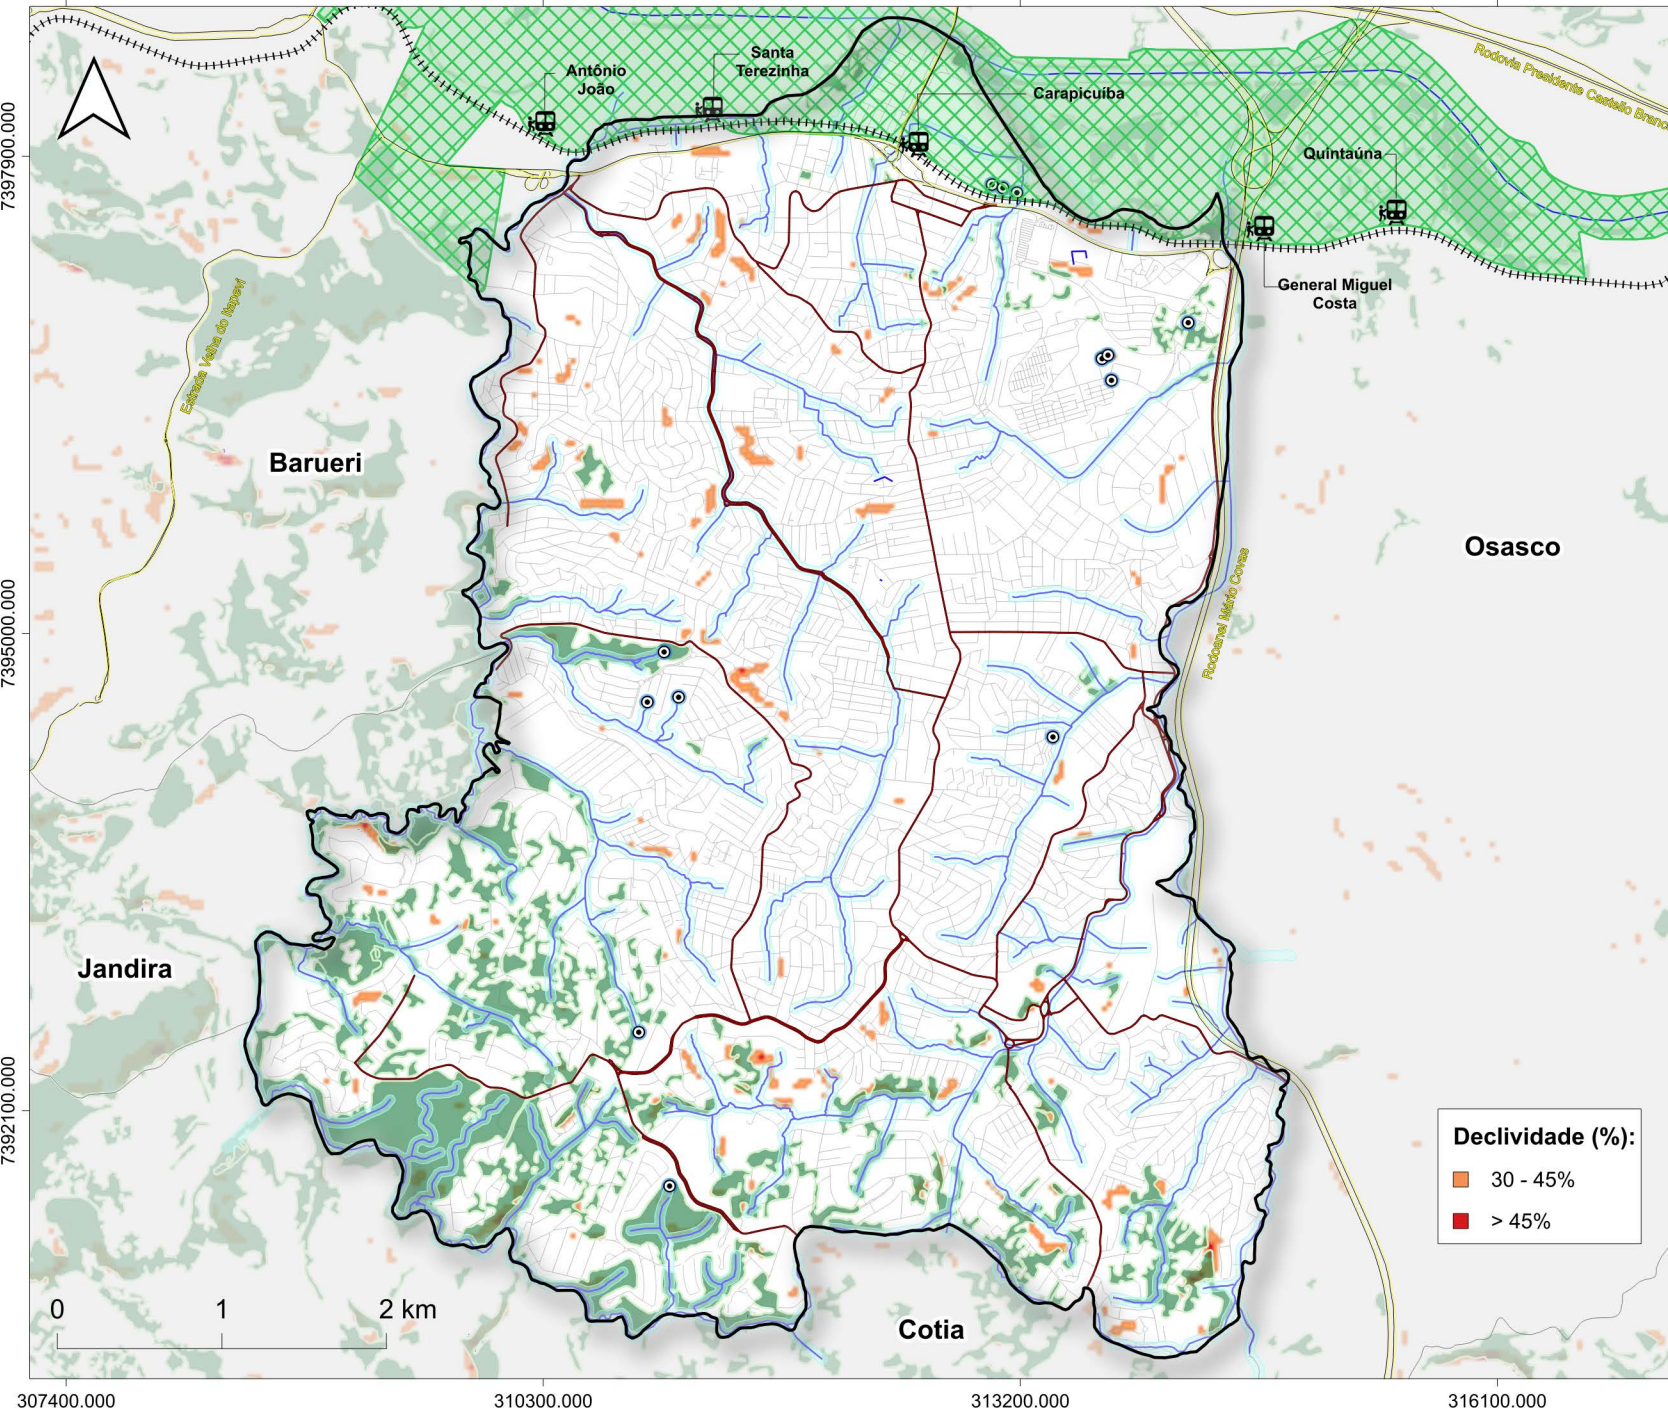 Santa
Terezinha
Antônio
João
Carapicuíba
Rodovia Presidente Castello Branco
Quintaúna
General Miguel
Costa
Estrada Velha do Itapevi
Barueri
Osasco
Rodoanel Mário Covas
Jandira
Cotia
Declividade (%):
30 - 45%
> 45%
0 1 2 km
7397900.000
7395000.000
7392100.000
307400.000 310300.000 313200.000 316100.000